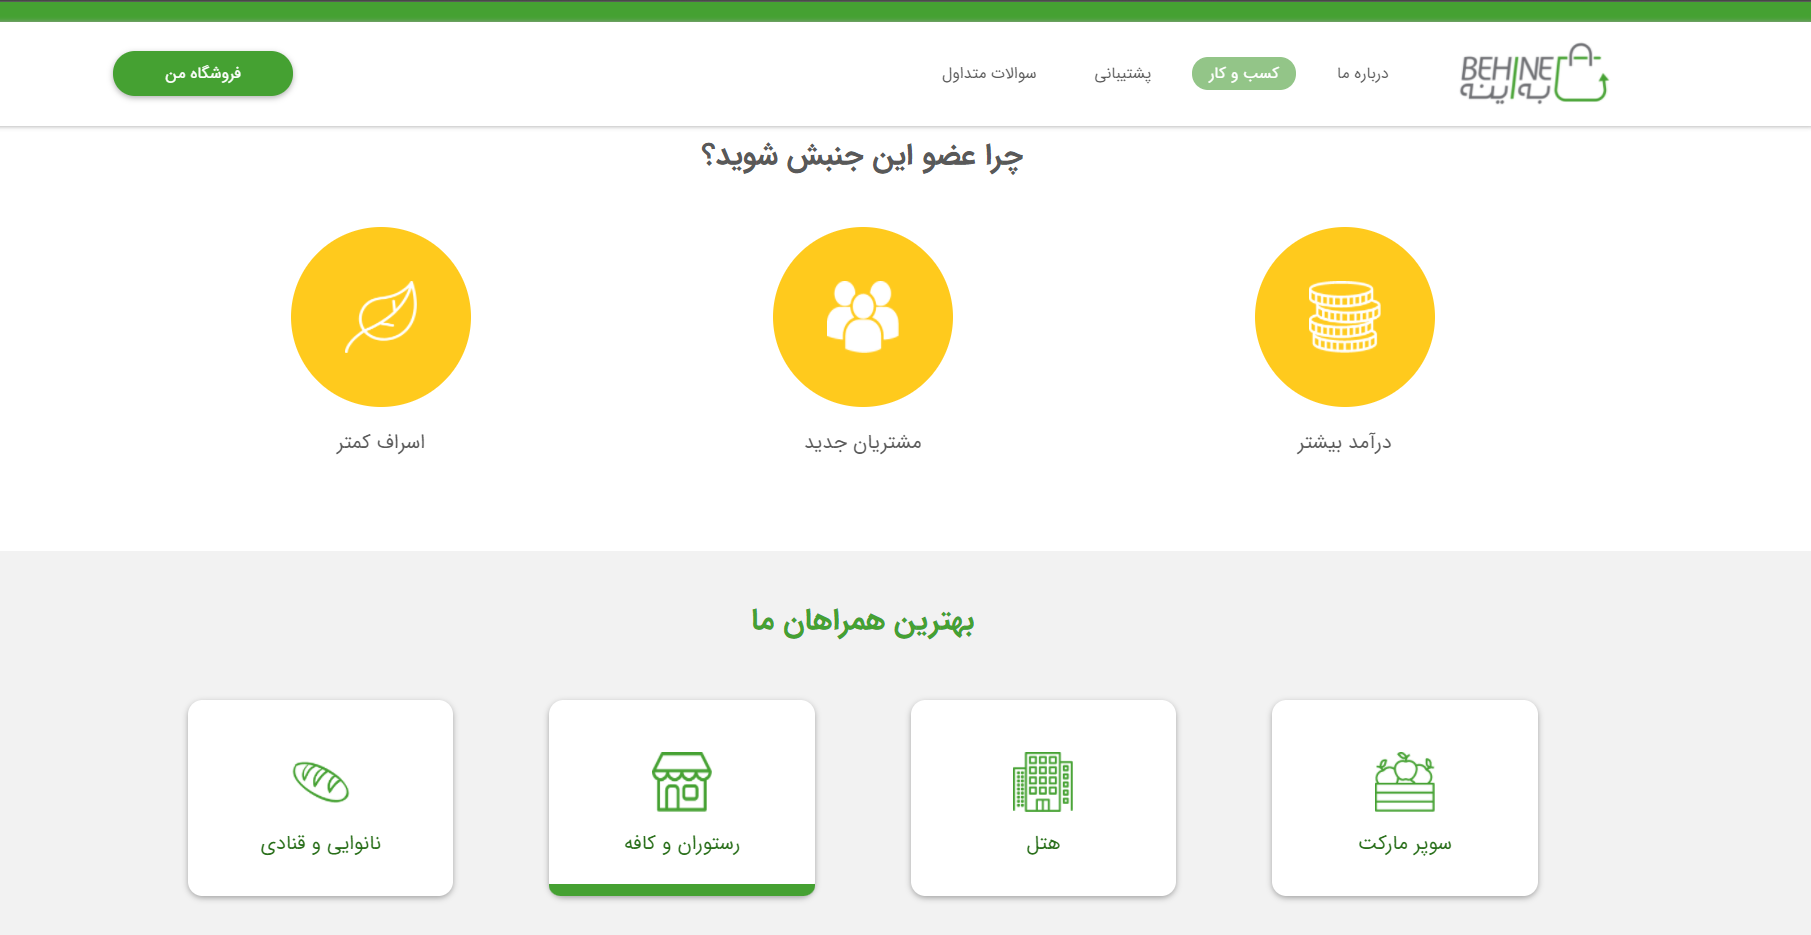 BEHINE
به اینه
درباره ما
کسب و کار
پشتیبانی
سوالات متداول
فروشگاه من
چرا عضو این جنبش شوید؟
درآمد بیشتر
مشتریان جدید
اسراف کمتر
بهترین همراهان ما
سوپر مارکت
هتل
رستوران و کافه
نانوایی و قنادی